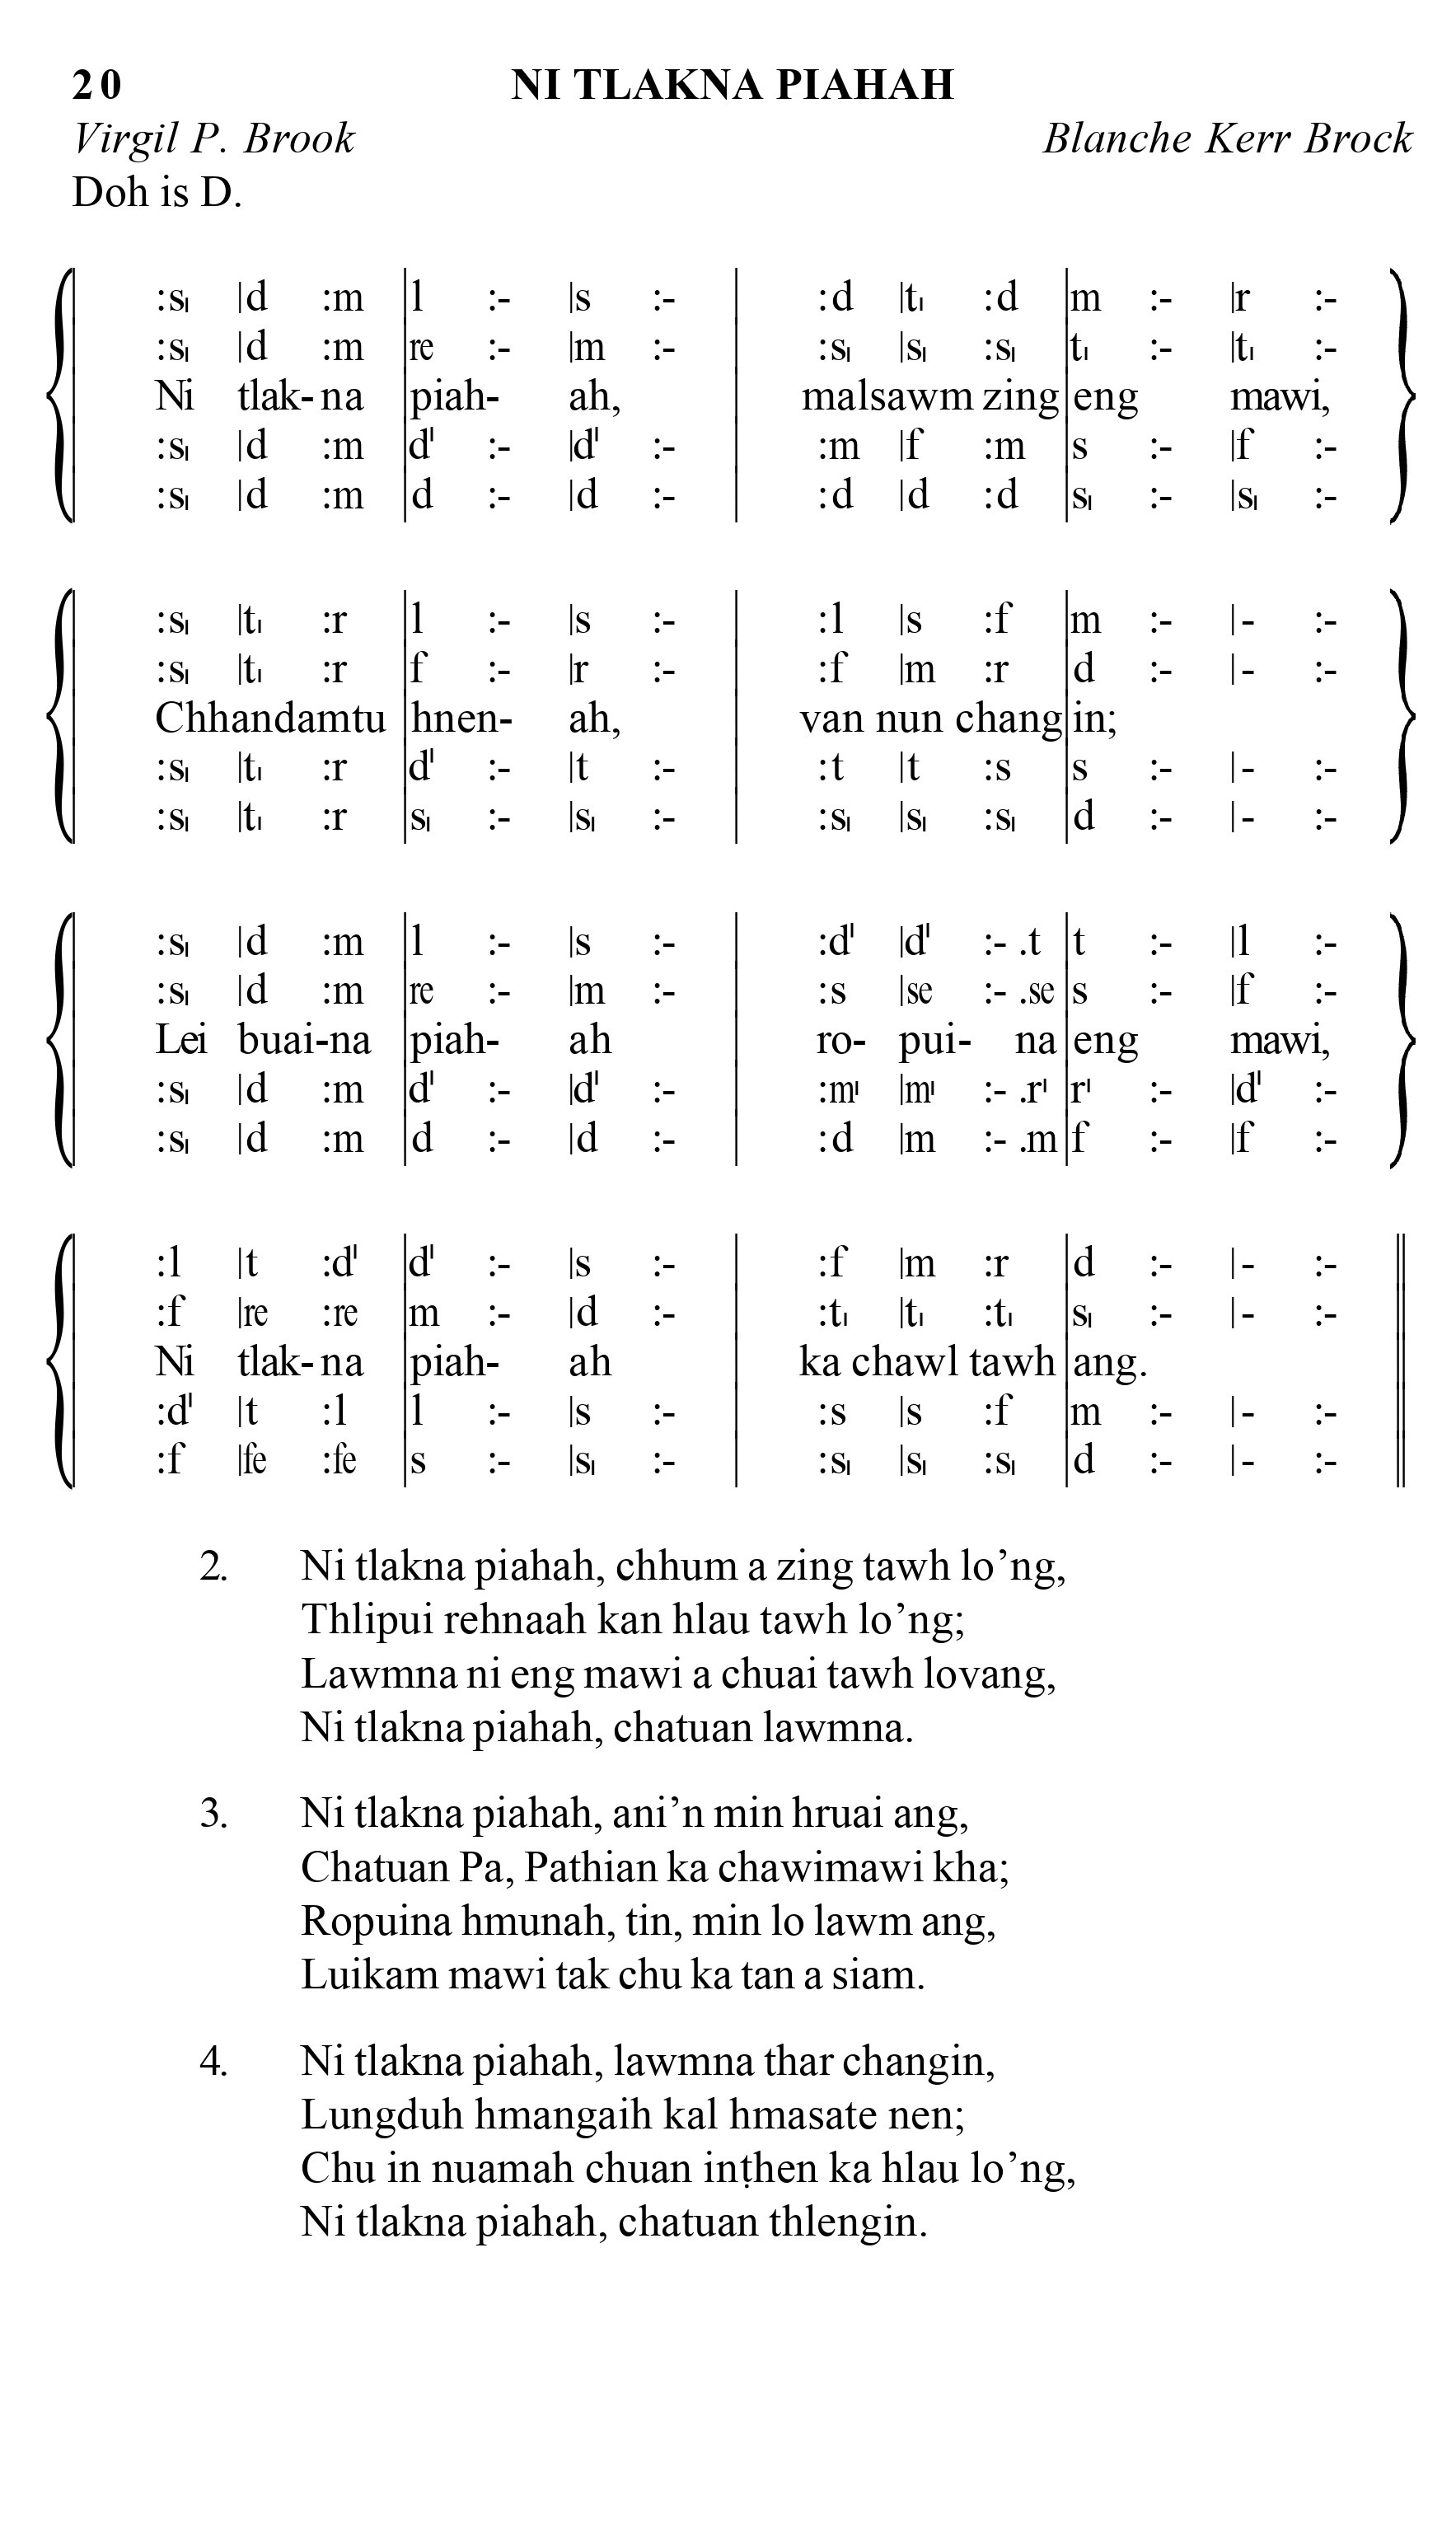 20 NI TLAKNA PIAHAH
Virgil P. Brook Blanche Kerr Brock
Doh is D.
:s, |d :m |l :- |s :- | :d |t, :d |m :- |r :-
:s, |d :m |re :- |m :- | :s, |s, :s, |t, :- |t, :-
Ni tlak-na |piah- ah, | malsawm zing|eng mawi,
:s, |d :m |d' :- |d' :- | :m |f :m |s :- |f :-
:s, |d :m |d :- |d :- | :d |d :d |s, :- |s, :-
:s, |t, :r |l :- |s :- | :l |s :f |m :- |- :-
:s, |t, :r |f :- |r :- | :f |m :r |d :- |- :-
Chhandamtu |hnen- ah, | van nun chang|in;
:s, |t, :r |d' :- |t :- | :t |t :s |s :- |- :-
:s, |t, :r |s, :- |s, :- | :s, |s, :s, |d :- |- :-
:s, |d :m |l :- |s :- | :d' |d' :- .t |t :- |l :-
:s, |d :m |re :- |m :- | :s |se :- .se |s :- |f :-
Lei buai-na |piah- ah | ro- pui- na |eng mawi,
:s, |d :m |d' :- |d' :- | :m' |m' :- .r' |r' :- |d' :-
:s, |d :m |d :- |d :- | :d |m :- .m |f :- |f :-
:l |t :d' |d' :- |s :- | :f |m :r |d :- |- :- ||
:f |re :re |m :- |d :- | :t, |t, :t, |s, :- |- :- ||
Ni tlak-na |piah- ah | ka chawl tawh |ang. ||
:d' |t :l |l :- |s :- | :s |s :f |m :- |- :- ||
:f |fe :fe |s :- |s, :- | :s, |s, :s, |d :- |- :- ||
2. Ni tlakna piahah, chhum a zing tawh lo’ng,
Thlipui rehnaah kan hlau tawh lo’ng;
Lawmna ni eng mawi a chuai tawh lovang,
Ni tlakna piahah, chatuan lawmna.
3. Ni tlakna piahah, ani’n min hruai ang,
Chatuan Pa, Pathian ka chawimawi kha;
Ropuina hmunah, tin, min lo lawm ang,
Luikam mawi tak chu ka tan a siam.
4. Ni tlakna piahah, lawmna thar changin,
Lungduh hmangaih kal hmasate nen;
Chu in nuamah chuan inṭhen ka hlau lo’ng,
Ni tlakna piahah, chatuan thlengin.